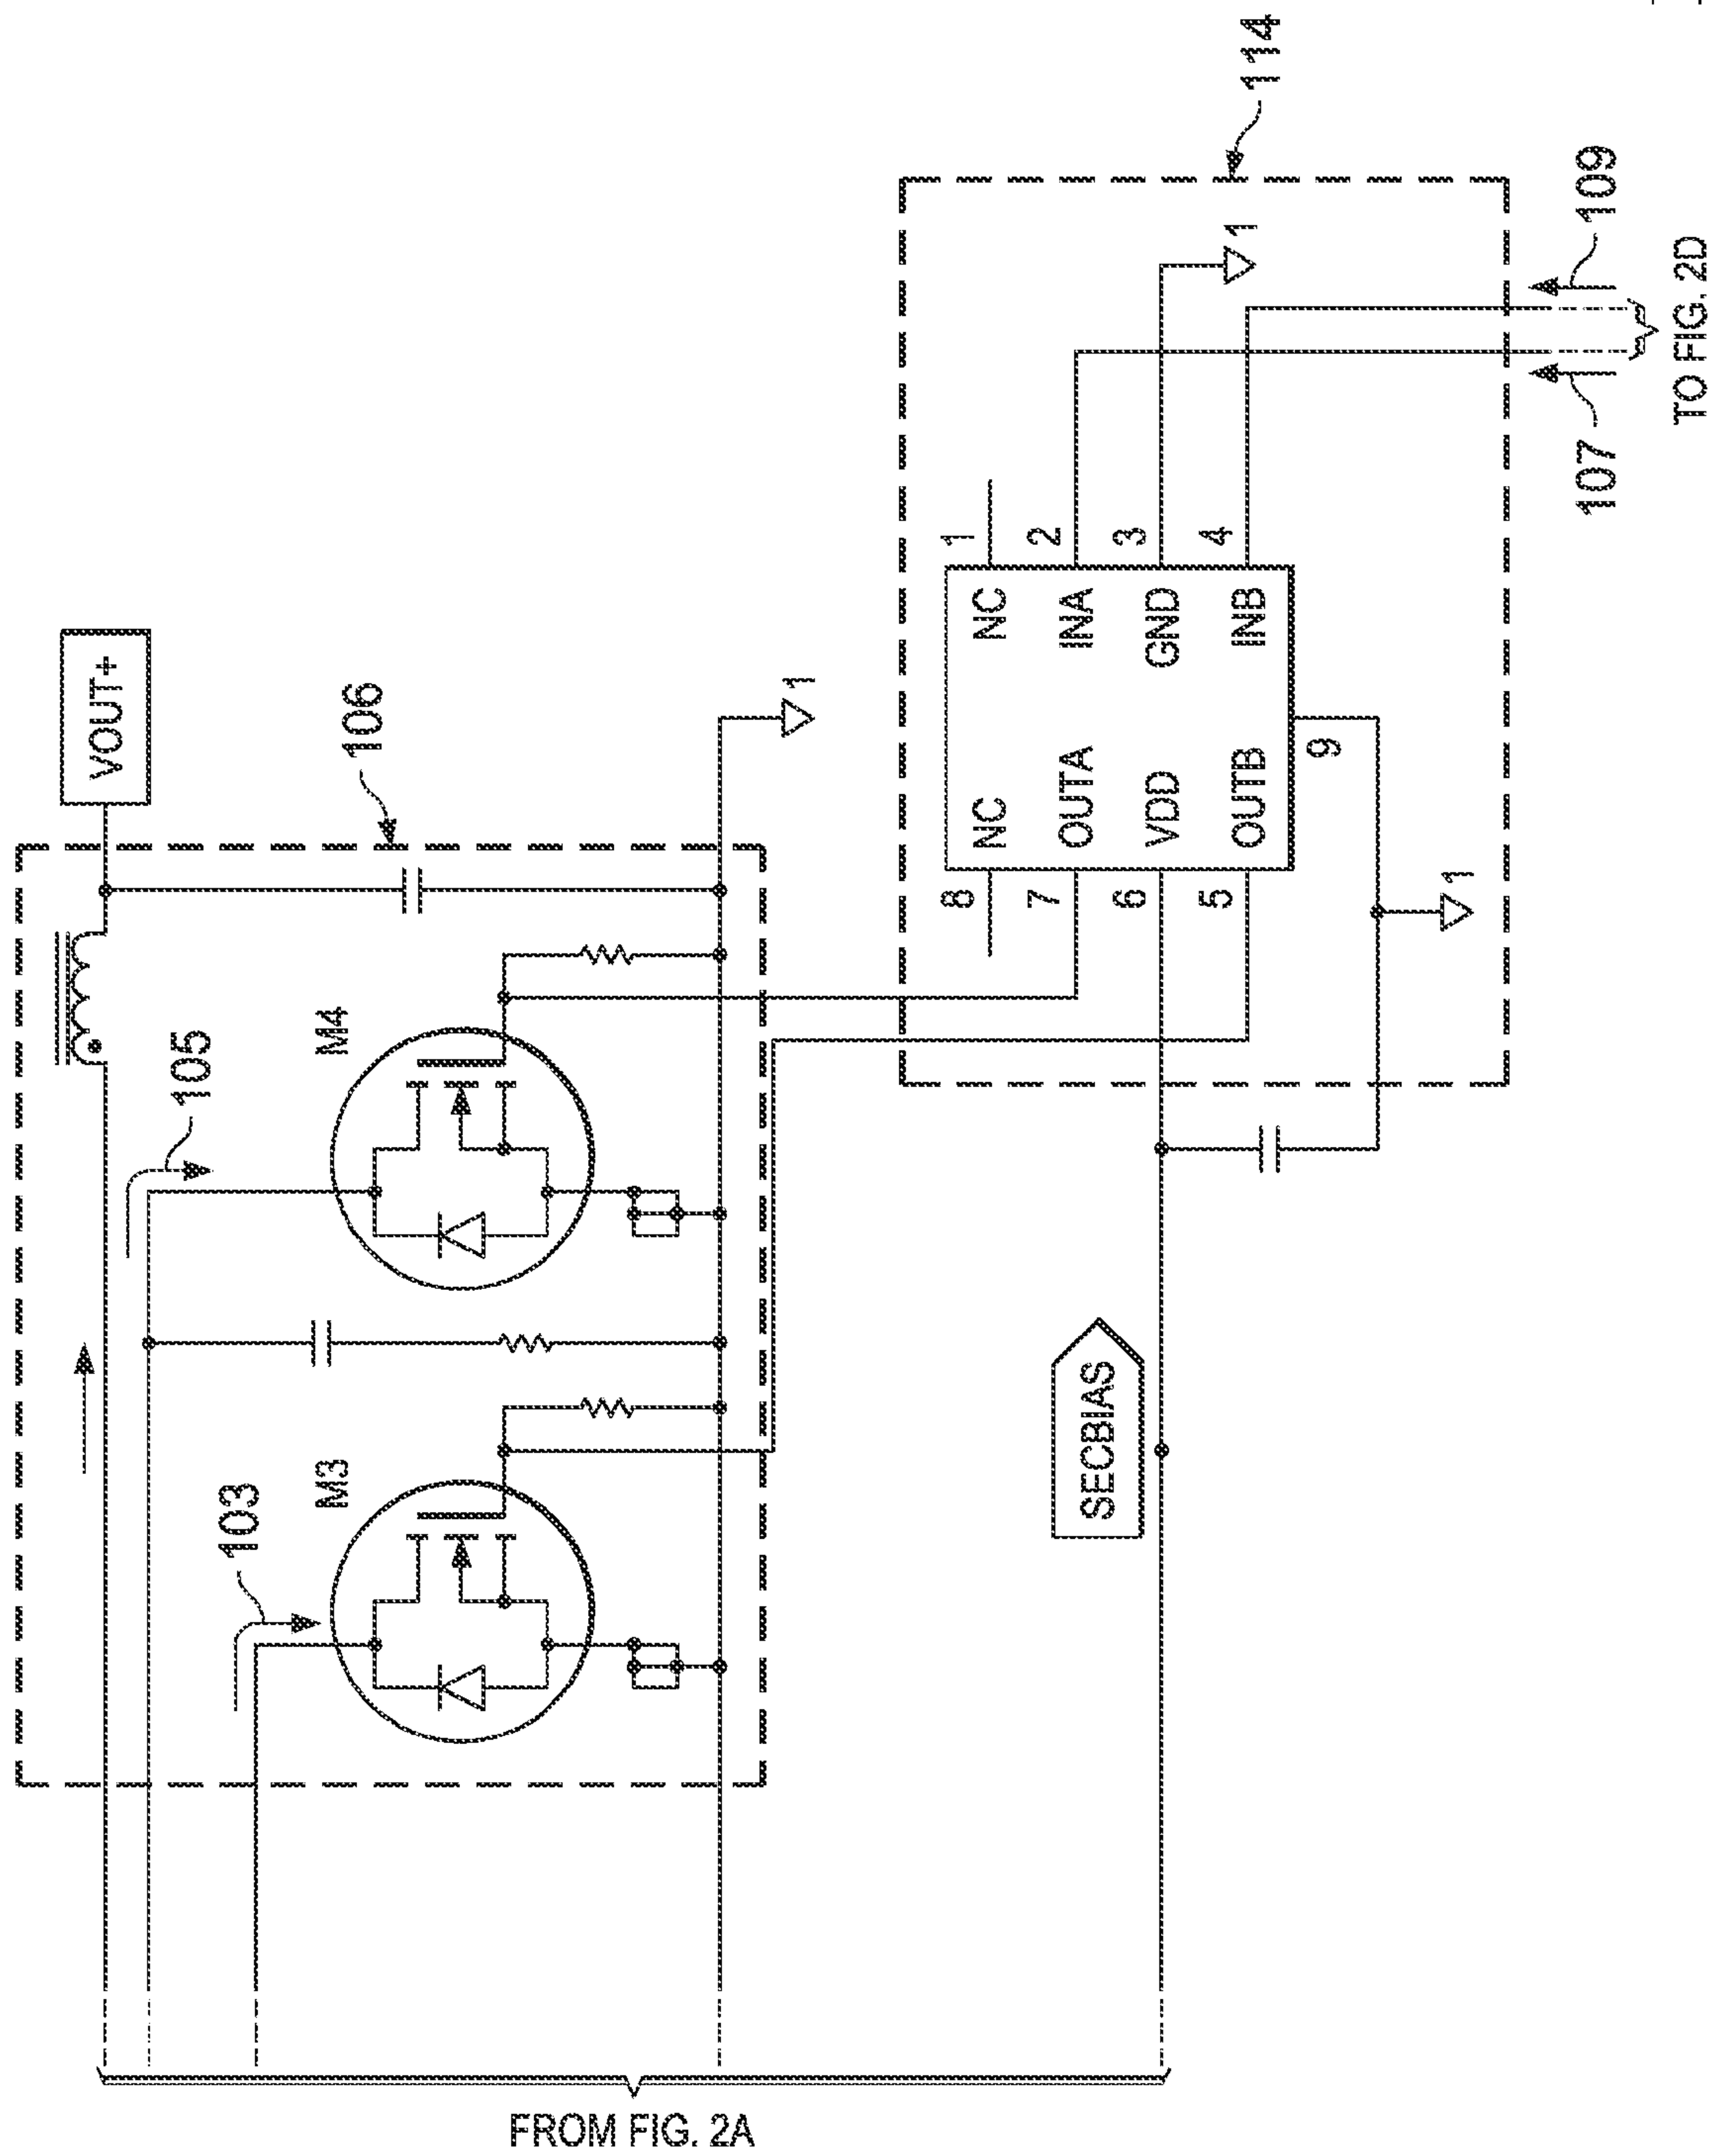 VOUT+
106
105
M4
103
M3
1
114
8
NC
NC
1
7
OUTA
INA
2
6
VDD
GND
3
5
OUTB
INB
4
9
1
1
SECBIAS
107
109
FROM FIG. 2A
TO FIG. 2D